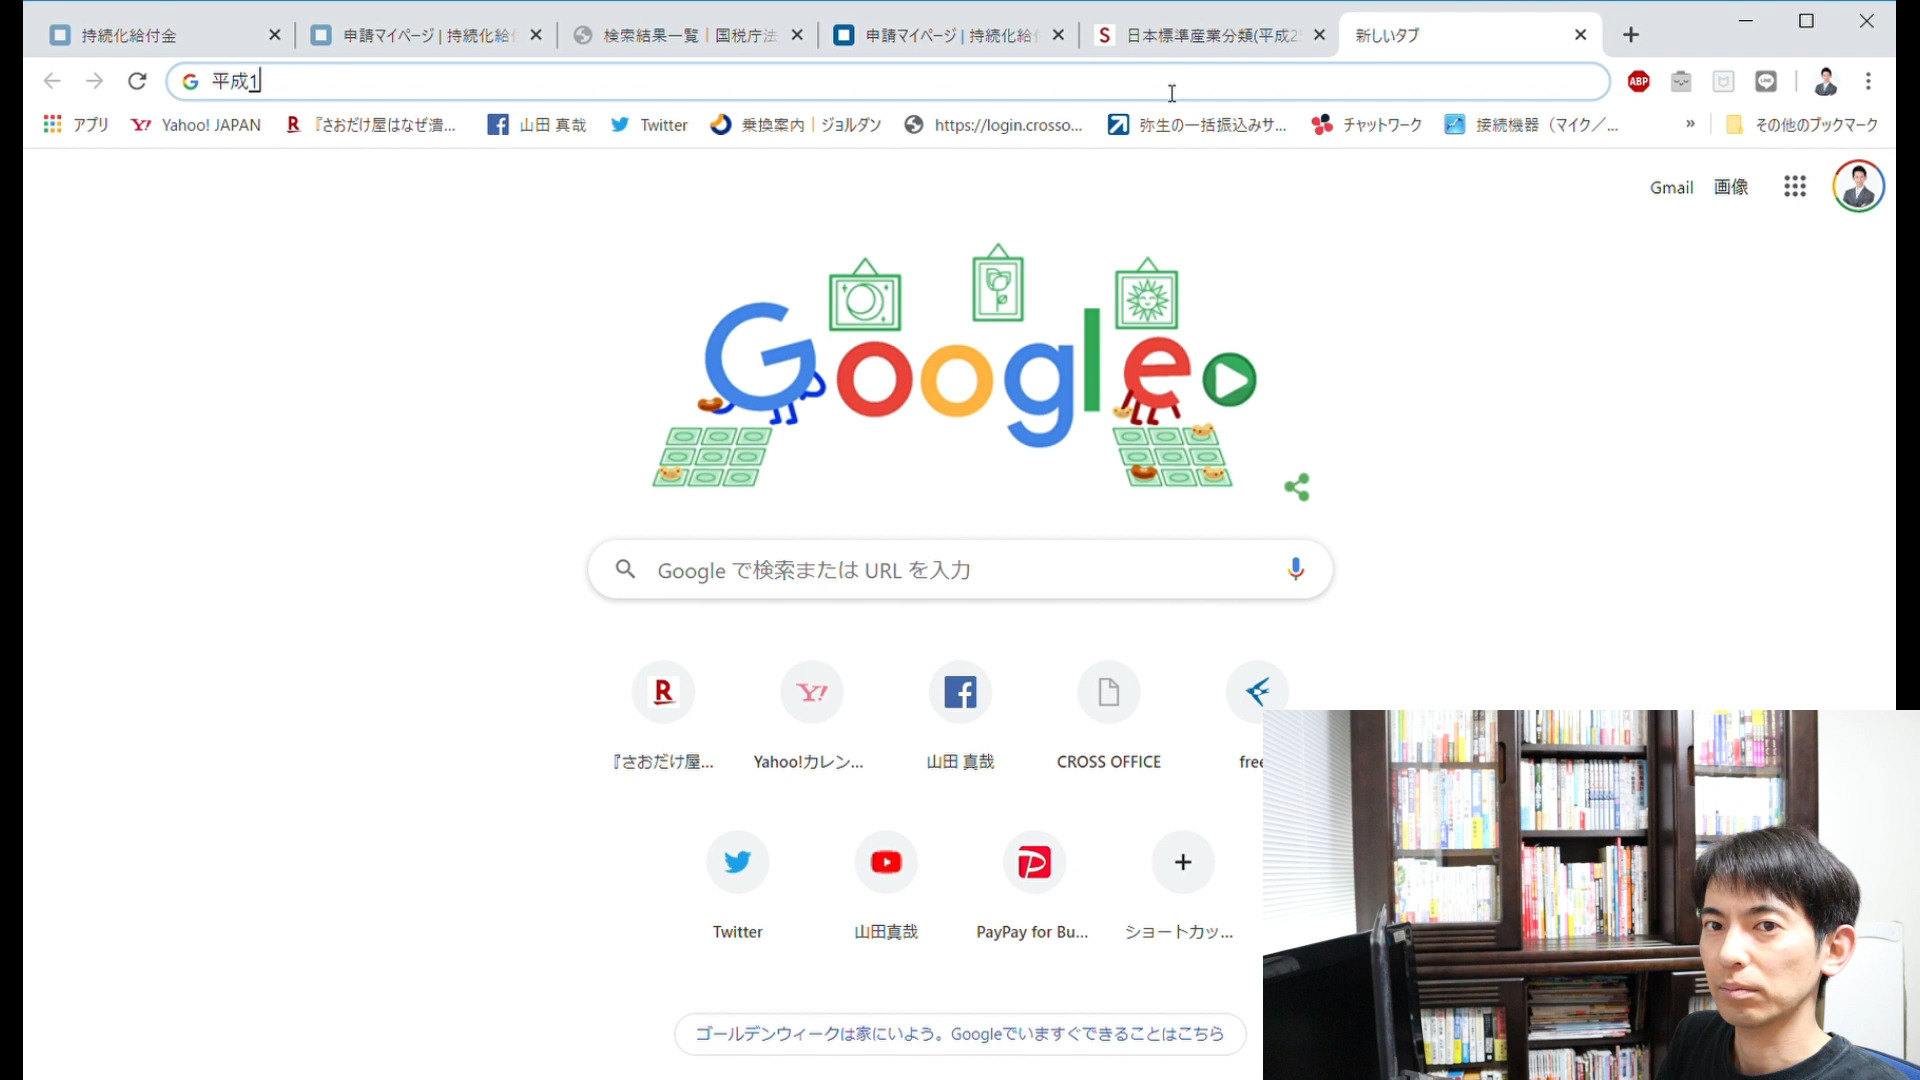 持続化給付金
申請マイページ | 持続化給付
検索結果一覧｜国税庁法
申請マイページ | 持続化給付
日本標準産業分類(平成25
新しいタブ
平成1
アプリ
Yahoo! JAPAN
『さおだけ屋はなぜ潰...
山田 真哉
Twitter
乗換案内｜ジョルダン
https://login.crosso...
弥生の一括振込みサ...
チャットワーク
接続機器（マイク／...
»
その他のブックマーク
ABP
Gmail
画像
Google
Google で検索または URL を入力
『さおだけ屋...
Yahoo!カレン...
山田 真哉
CROSS OFFICE
Twitter
山田真哉
PayPay for Bu...
ショートカッ...
ゴールデンウィークは家にいよう。Googleでいますぐできることはこちら